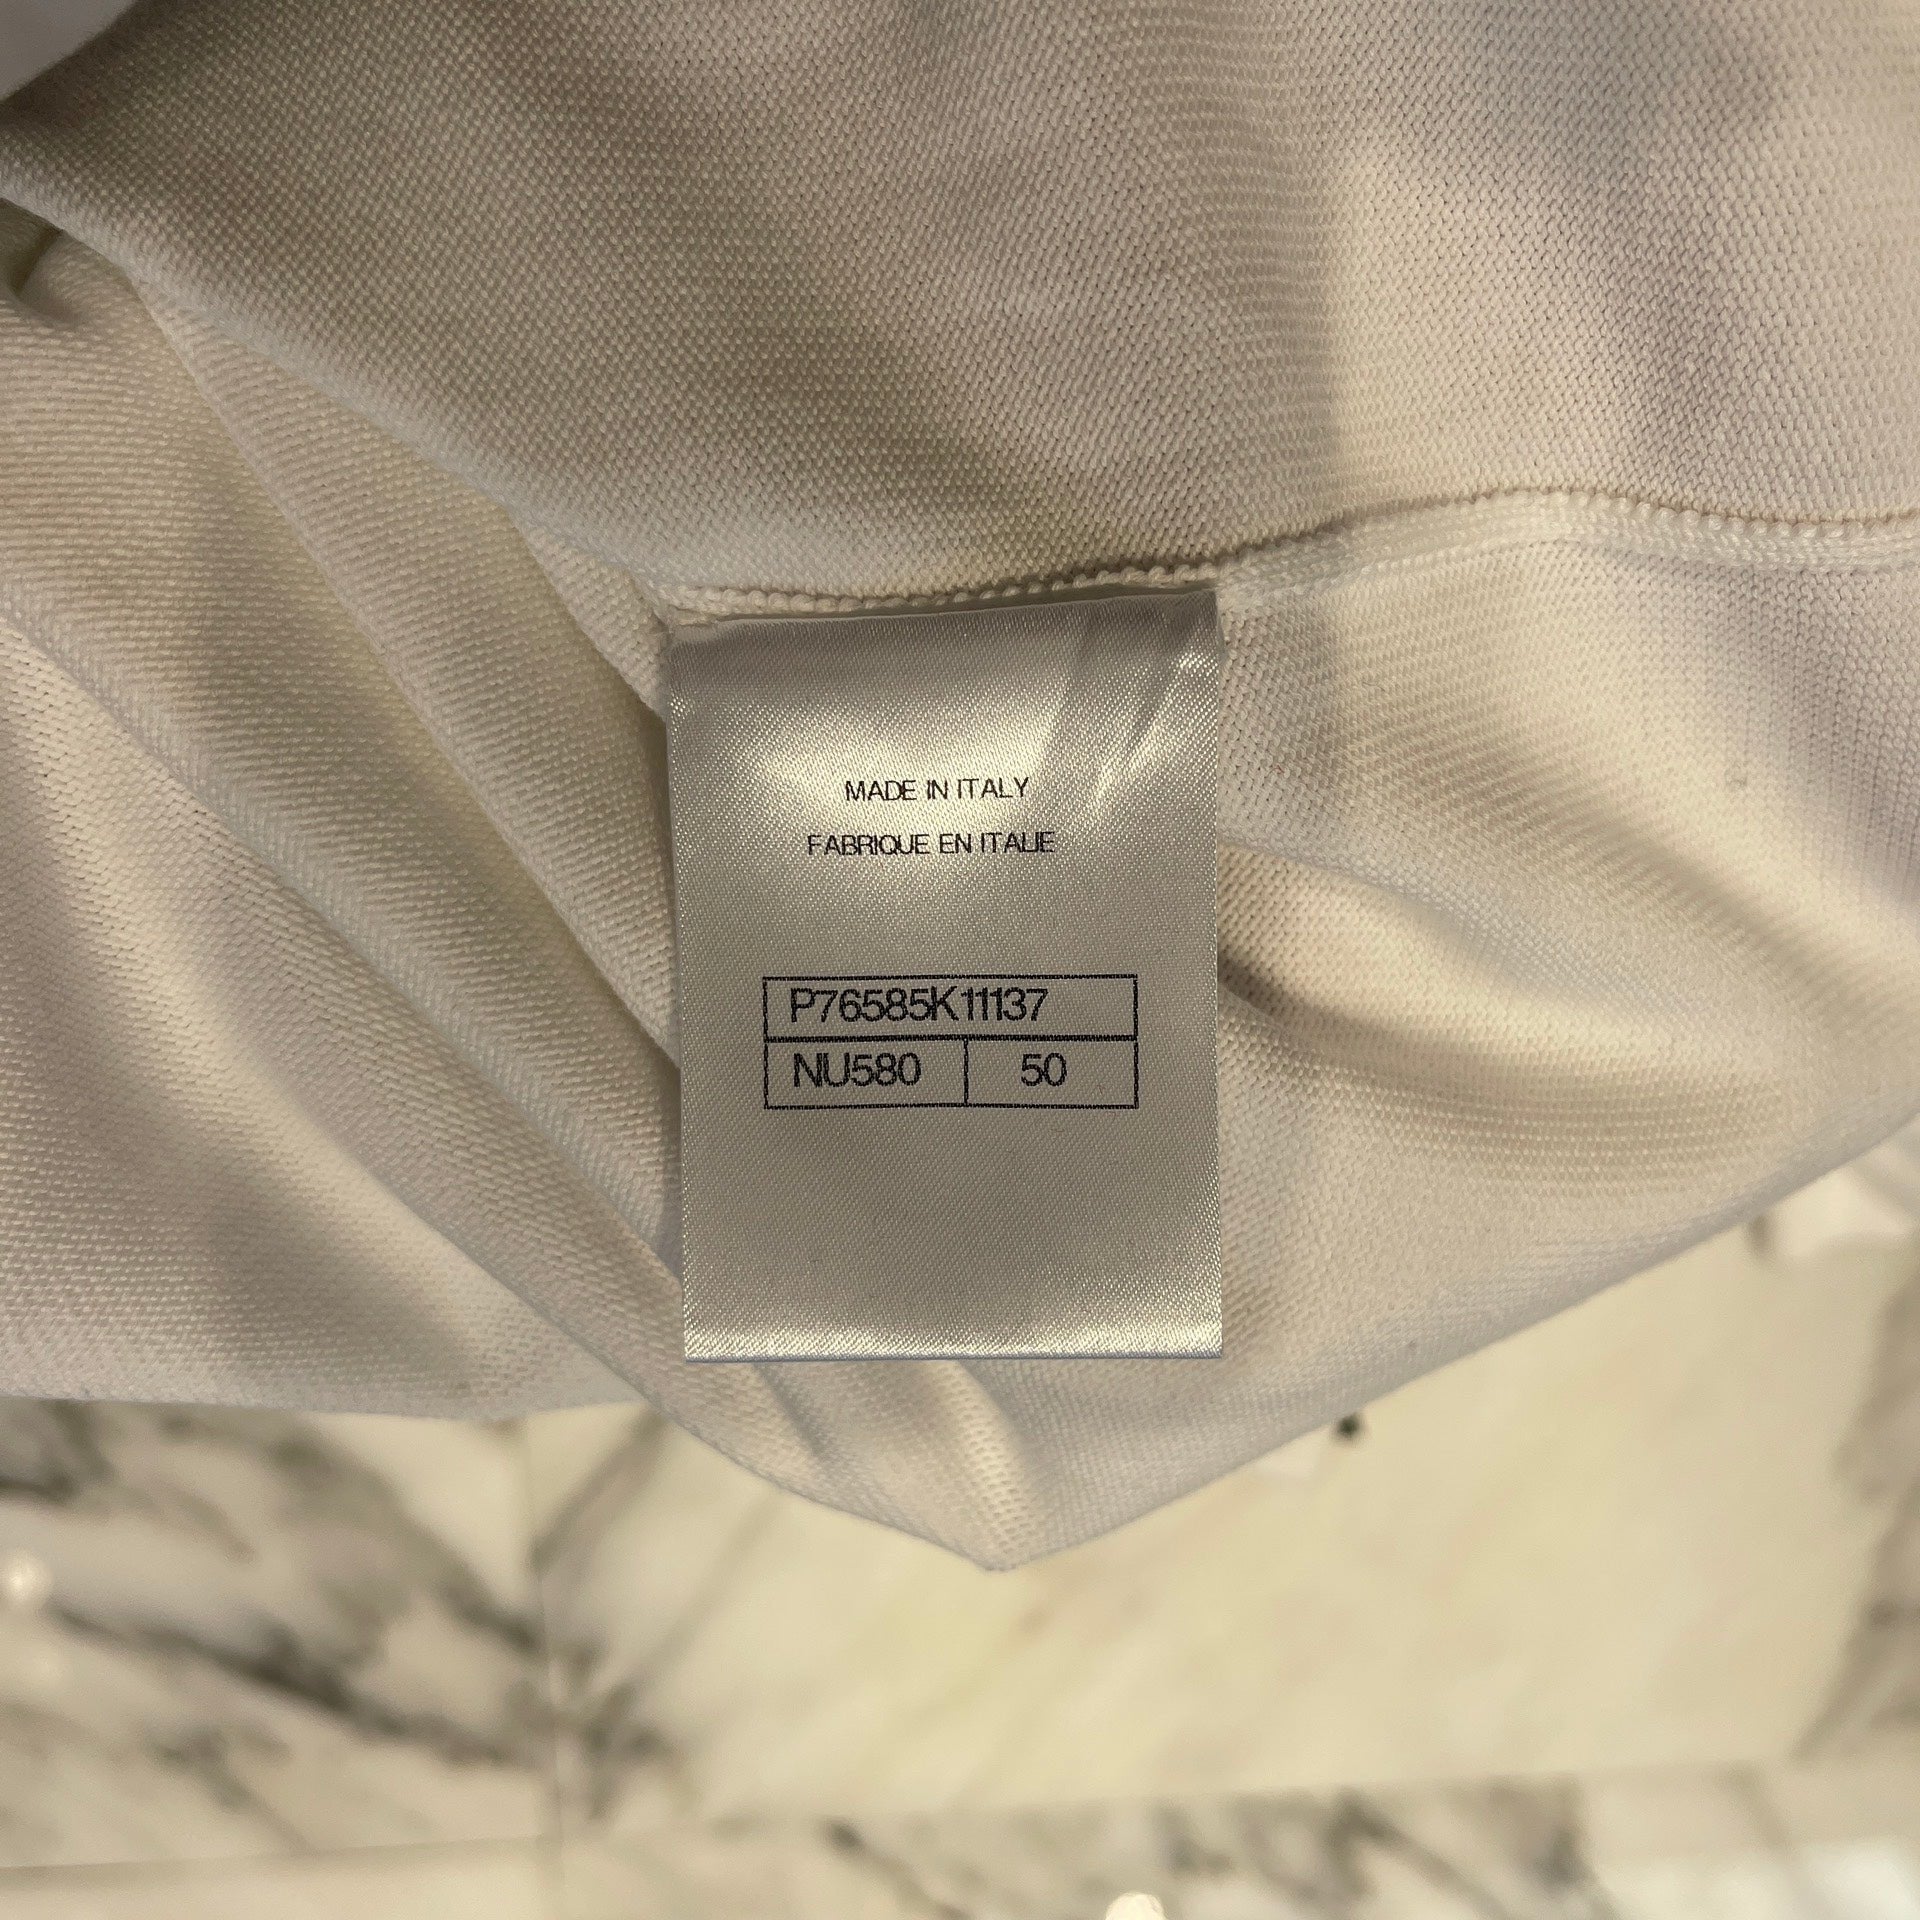 MADE IN ITALY
FABRIQUE EN ITALIE
P76585K11137
NU580 50